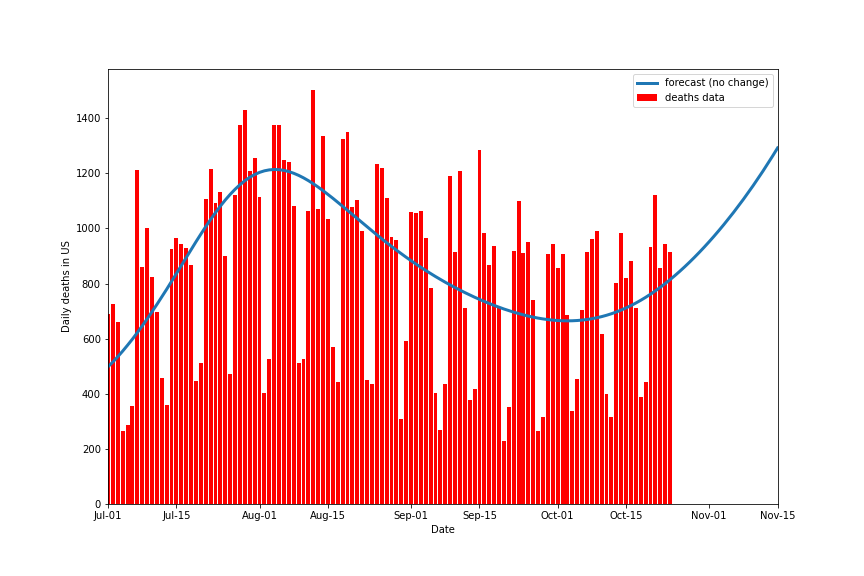 forecast (no change)
deaths data
Daily deaths in US
1400
1200
1000
800
600
400
200
0
Jul-01 Jul-15 Aug-01 Aug-15 Sep-01 Sep-15 Oct-01 Oct-15 Nov-01 Nov-15
Date